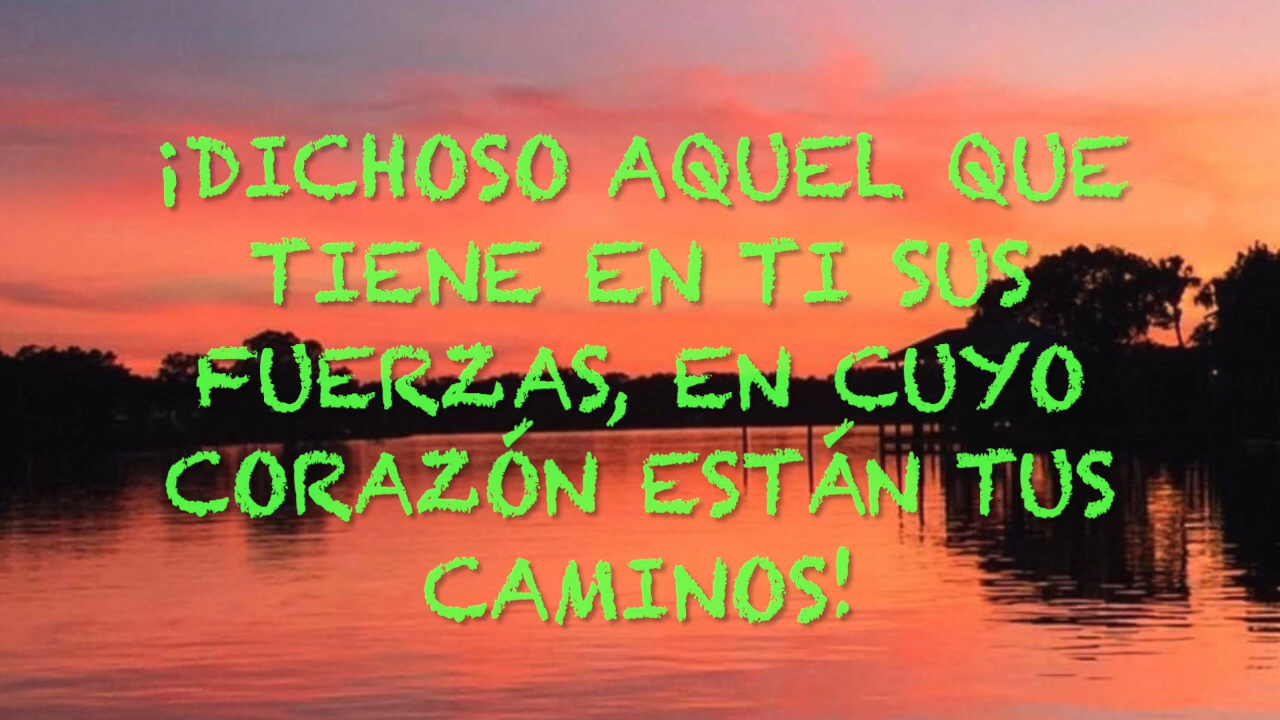 ¡DICHOSO AQUEL QUE
TIENE EN TI SUS
FUERZAS, EN CUYO
CORAZÓN ESTÁN TUS
CAMINOS!